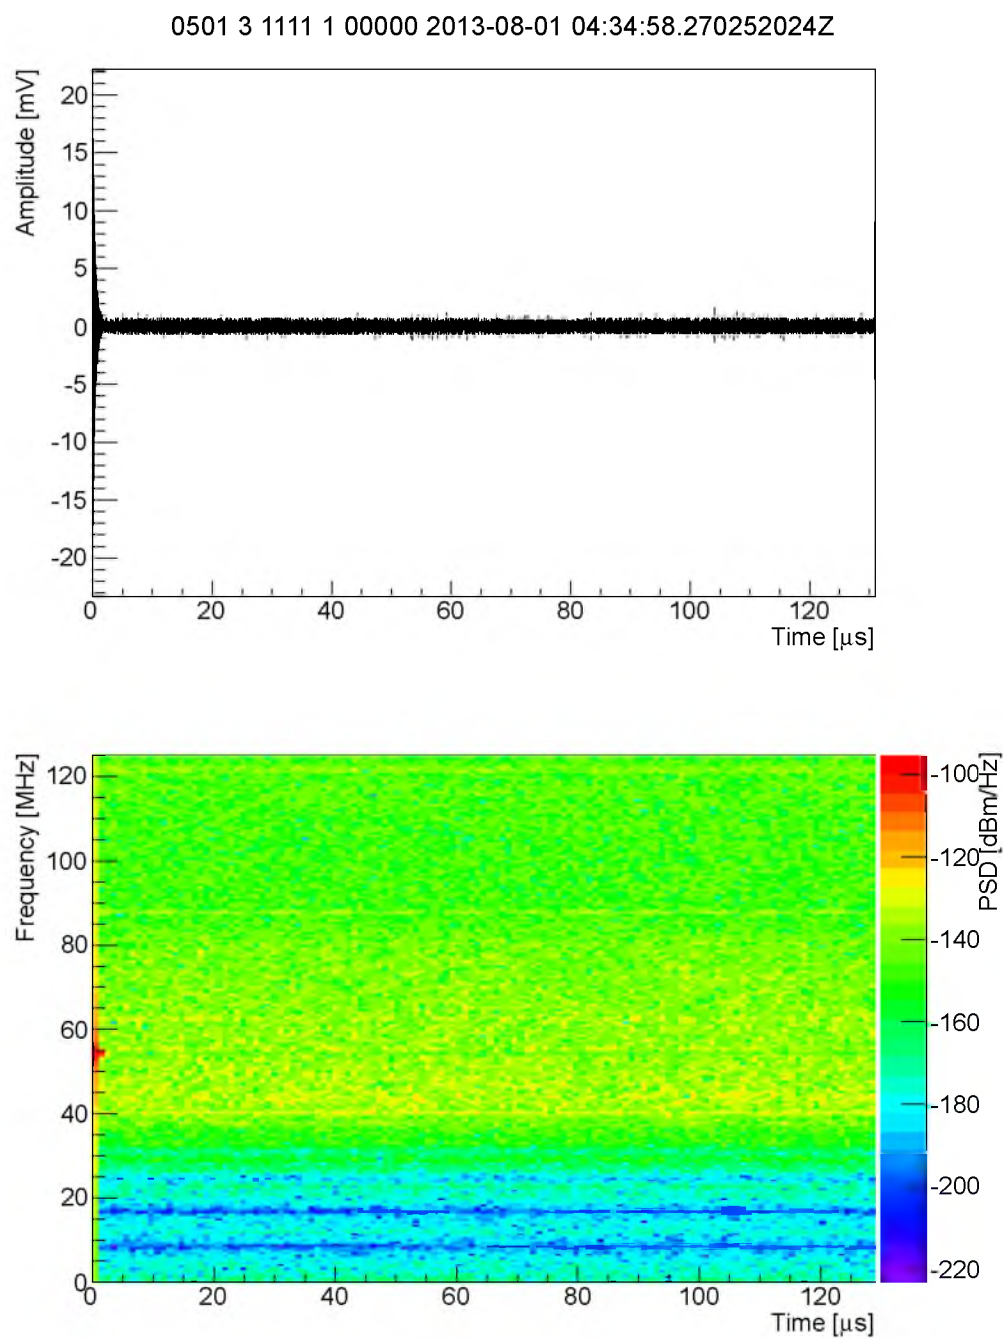 0501 3 1111 1 00000 2013-08-01 04:34:58.270252024Z
Amplitude [mV]
20
15
10
5
0
-5
-10
-15
-20
0 20 40 60 80 100 120
Time [μs]
Frequency [MHz]
120
100
80
60
40
20
0
0 20 40 60 80 100 120
Time [μs]
-100
-120
-140
-160
-180
-200
-220
PSD [dBm/Hz]